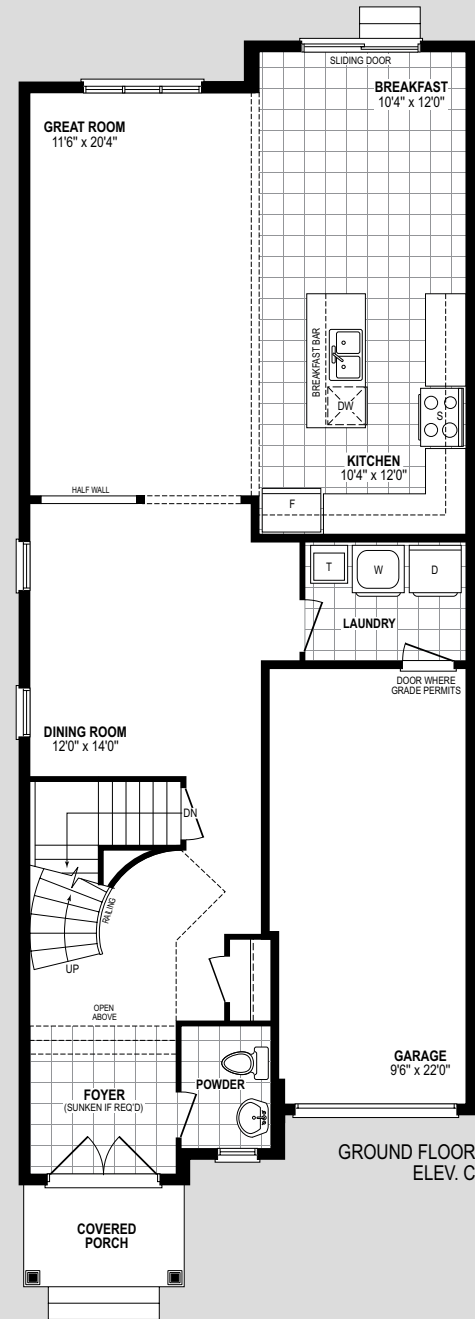 SLIDING DOOR
BREAKFAST
10'4" x 12'0"
GREAT ROOM
11'6" x 20'4"
BREAKFAST BAR
DW
S
KITCHEN
10'4" x 12'0"
HALF WALL
F
T
W
D
LAUNDRY
DOOR WHERE
GRADE PERMITS
DINING ROOM
12'0" x 14'0"
DN
RAILING
UP
OPEN
ABOVE
GARAGE
9'6" x 22'0"
POWDER
FOYER
(SUNKEN IF REQ'D)
GROUND FLOOR
ELEV. C
COVERED
PORCH